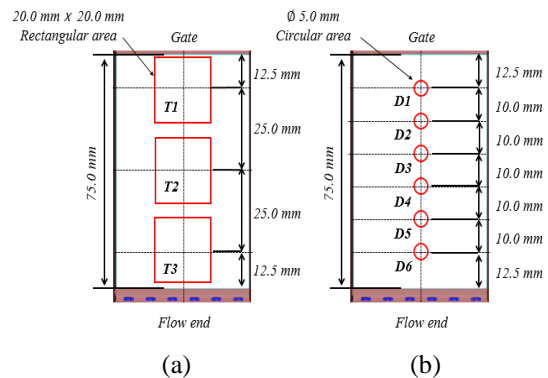 20.0 mm x 20.0 mm
Rectangular area
Gate
12.5 mm
T1
25.0 mm
75.0 mm
T2
25.0 mm
T3
12.5 mm
Flow end
(a)
Ø 5.0 mm
Circular area
Gate
12.5 mm
D1
10.0 mm
D2
10.0 mm
D3
75.0 mm
10.0 mm
D4
10.0 mm
D5
10.0 mm
D6
12.5 mm
Flow end
(b)